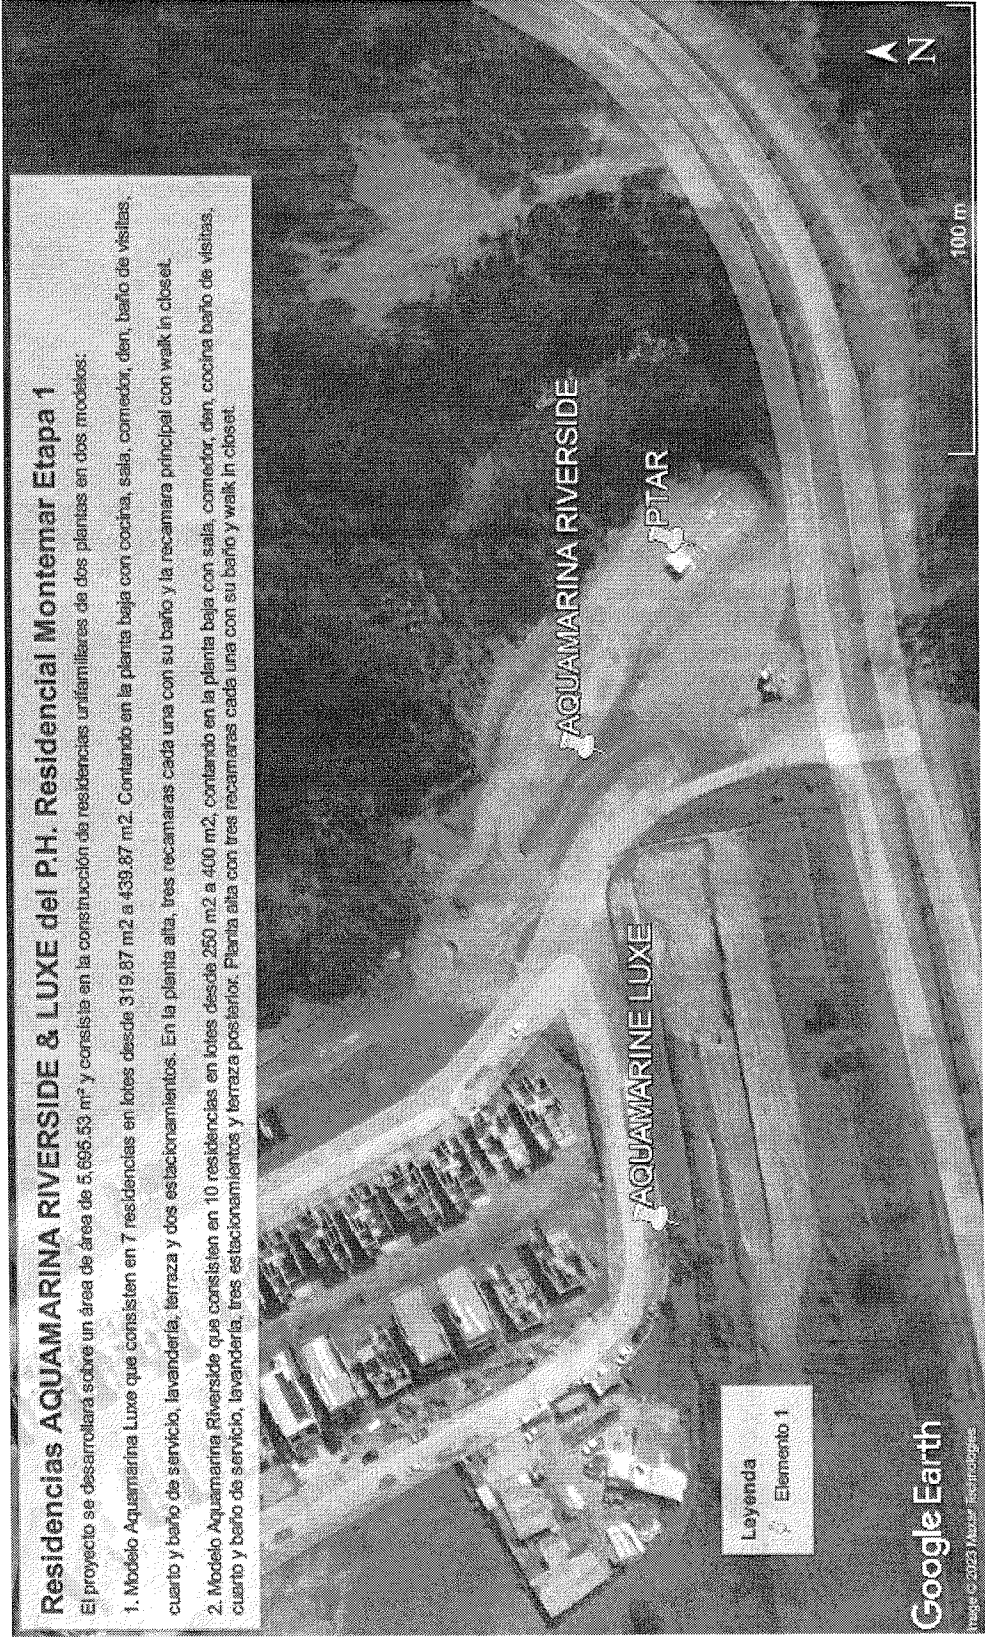 Residencias AQUAMARINA RIVERSIDE & LUXE del P.H. Residencial Montemar Etapa 1
El proyecto se desarrollará sobre un área de área de 5,695.53 m² y consiste en la construcción de residencias unifamiliares de dos plantas en dos modelos:
1. Modelo Aquamarina Luxe que consisten en 7 residencias en lotes desde 319.87 m2 a 439.87 m2. Contando en la planta baja con cocina, sala, comedor, den, baño de visitas,
cuarto y baño de servicio, lavandería, terraza y dos estacionamientos. En la planta alta, tres recamaras cada una con su baño y la recamara principal con walk in closet.
2. Modelo Aquamarina Riverside que consisten en 10 residencias en lotes desde 250 m2 a 400 m2, contando en la planta baja con sala, comedor, den, cocina baño de visitas,
cuarto y baño de servicio, lavandería, tres estacionamientos y terraza posterior. Planta alta con tres recamaras cada una con su baño y walk in closet.
AQUAMARINA RIVERSIDE
PTAR
AQUAMARINE LUXE
Leyenda
Elemento 1
Google Earth
Image © 2023 Maxar Technologies
100 m
N